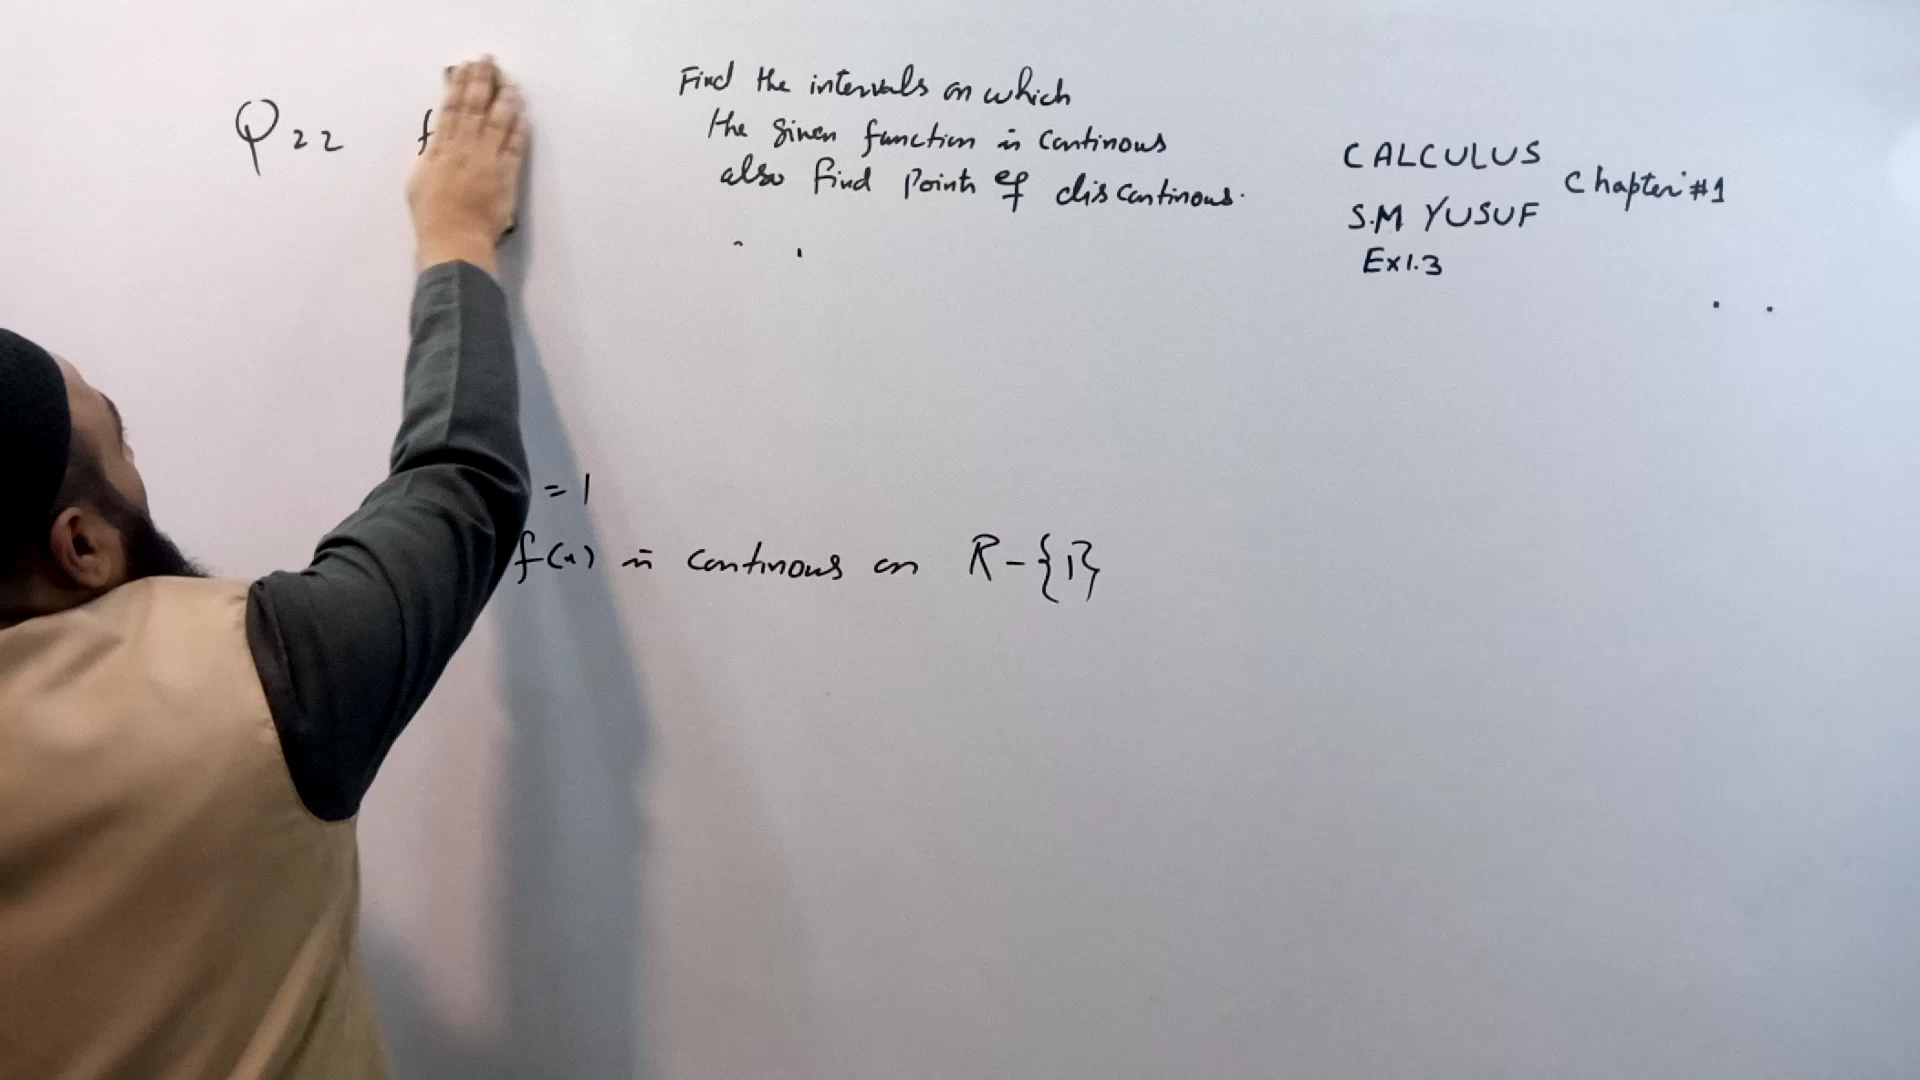 Q22 f
Find the intervals on which
the given function is continous
also find points of discontinous.
CALCULUS
S.M YUSUF
Ex1.3
Chapter #1
= 1
f(x) is continous on R-{1}